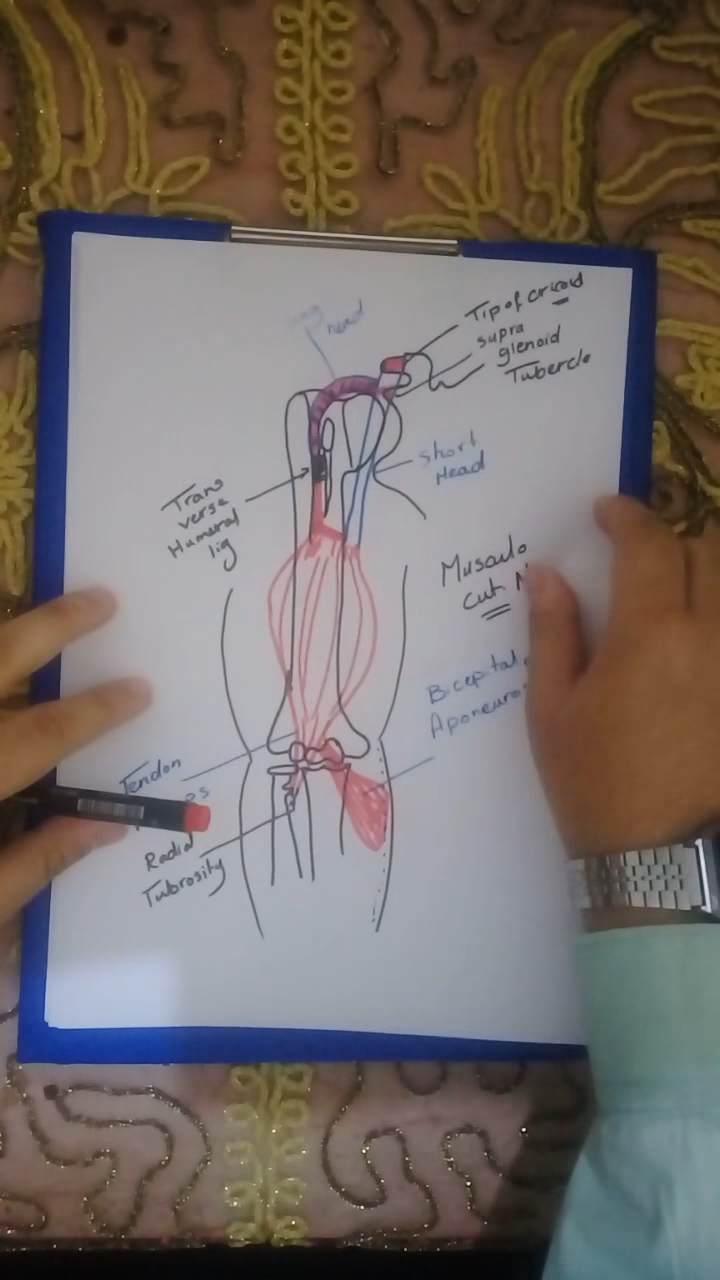 head
Tip of cricoid
supra
glenoid
Tubercle
short
Head
Trans
verse
Humeral
lig
Musculo
cut. N
Bicepital
Aponeuro
Tendon
Radial
Tubrosity